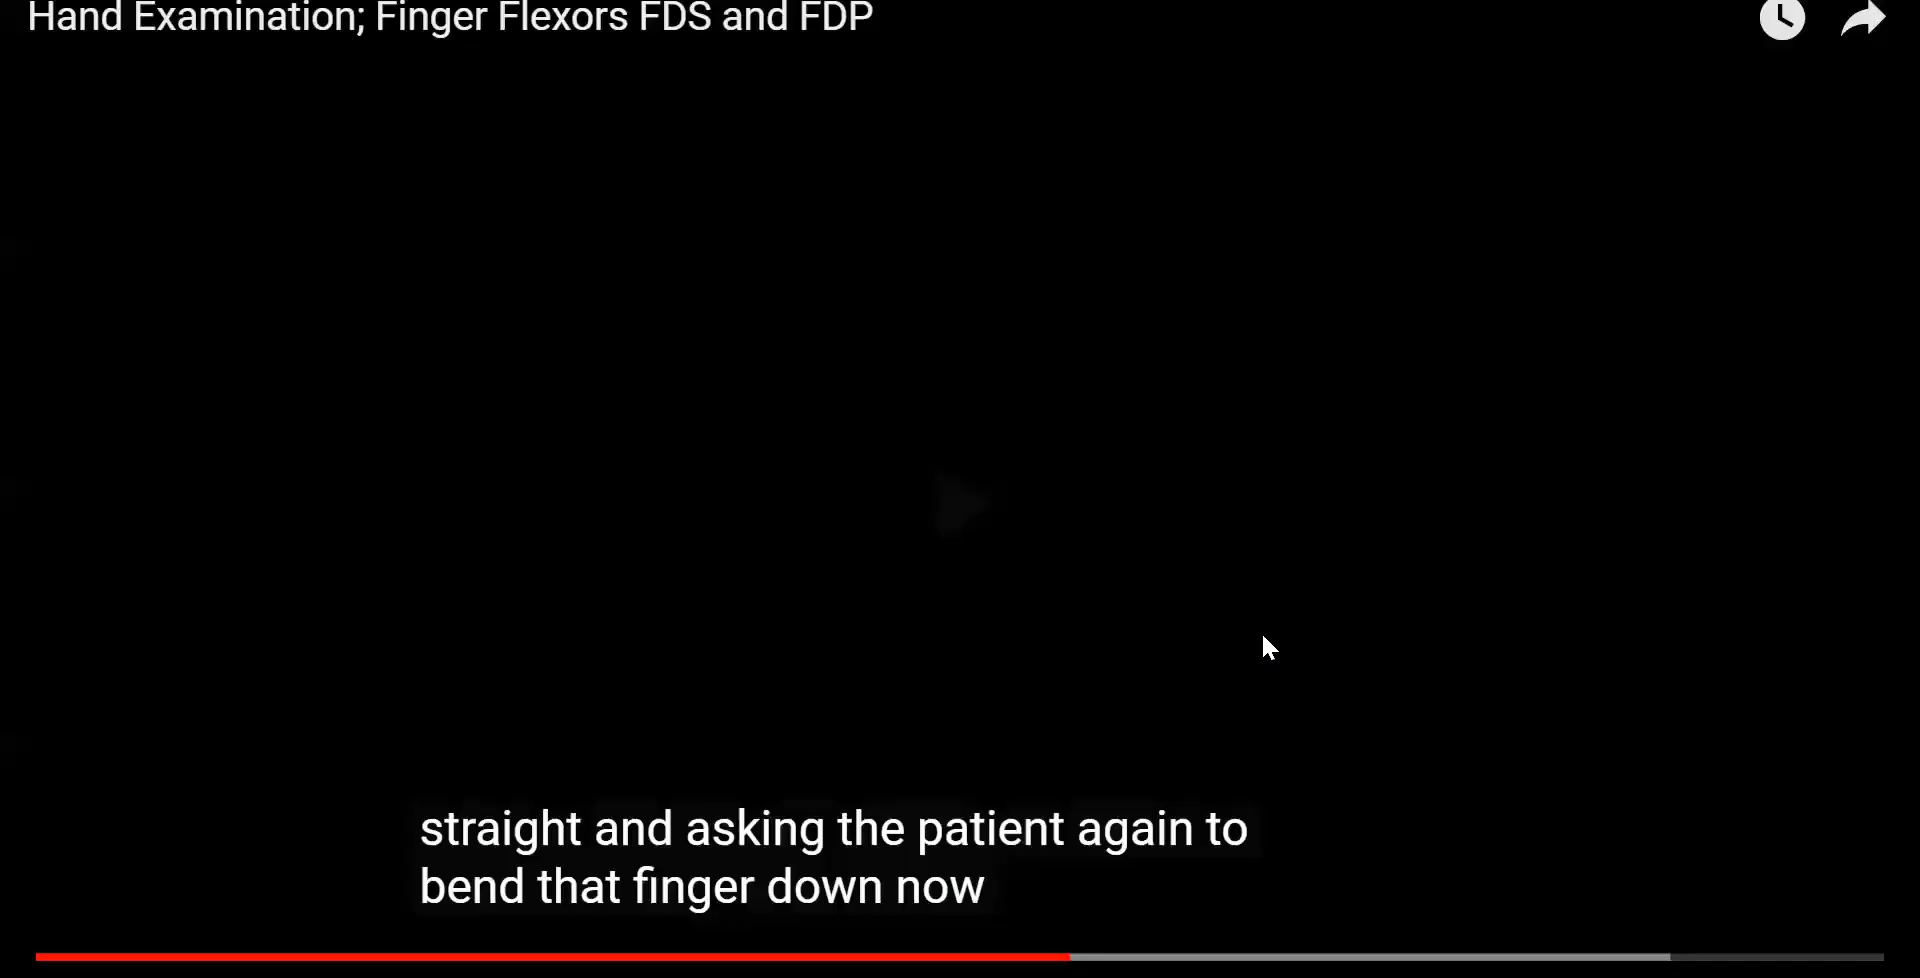 Hand Examination; Finger Flexors FDS and FDP
straight and asking the patient again to
bend that finger down now